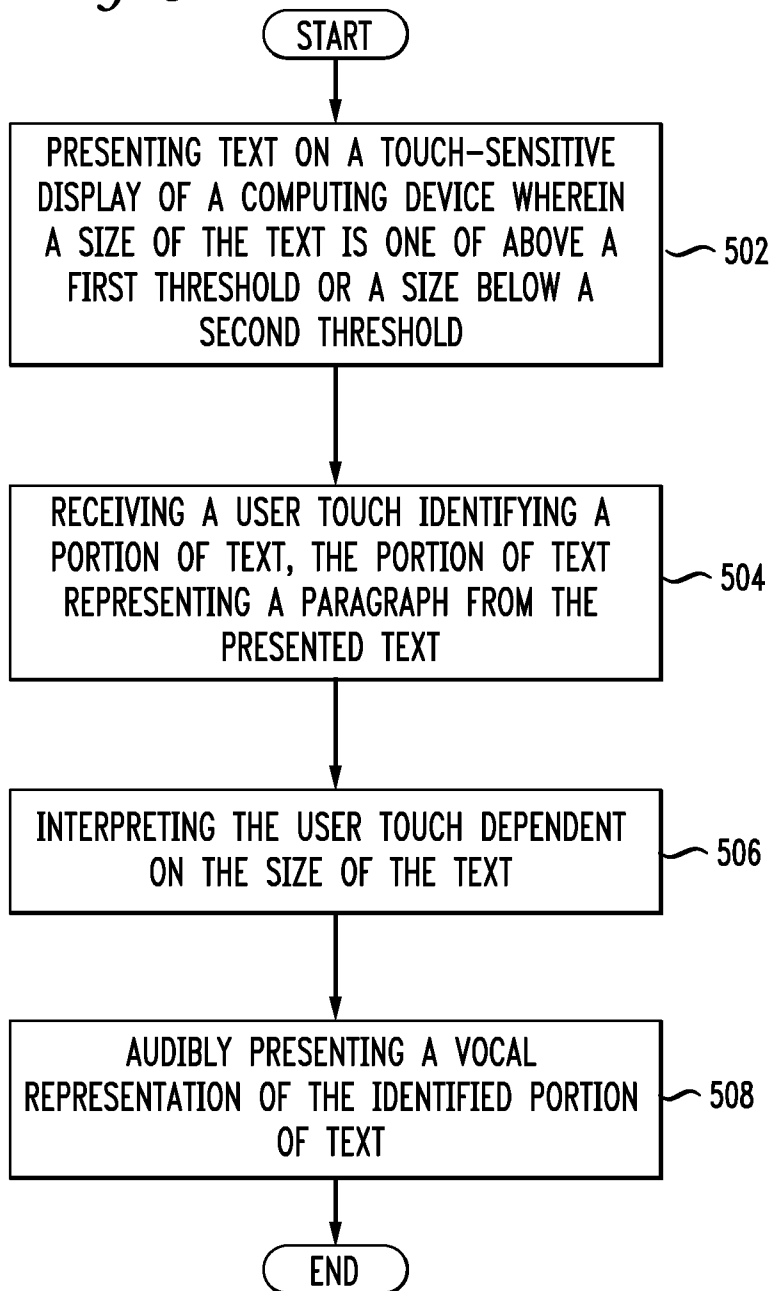 START
PRESENTING TEXT ON A TOUCH-SENSITIVE
DISPLAY OF A COMPUTING DEVICE WHEREIN
A SIZE OF THE TEXT IS ONE OF ABOVE A
FIRST THRESHOLD OR A SIZE BELOW A
SECOND THRESHOLD
502
RECEIVING A USER TOUCH IDENTIFYING A
PORTION OF TEXT, THE PORTION OF TEXT
REPRESENTING A PARAGRAPH FROM THE
PRESENTED TEXT
504
INTERPRETING THE USER TOUCH DEPENDENT
ON THE SIZE OF THE TEXT
506
AUDIBLY PRESENTING A VOCAL
REPRESENTATION OF THE IDENTIFIED PORTION
OF TEXT
508
END